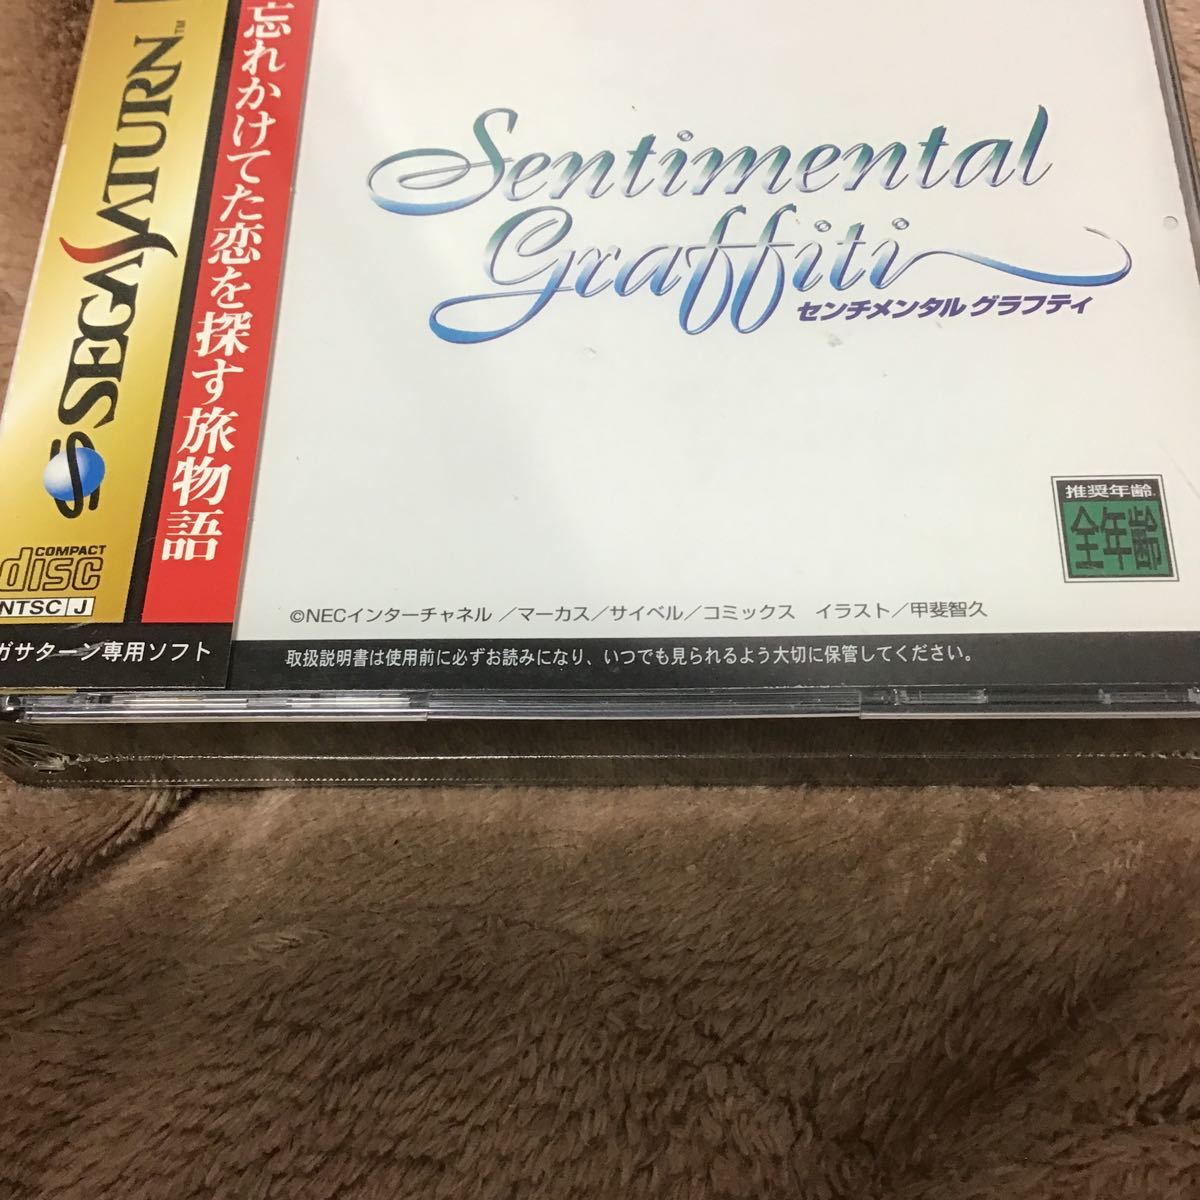 SEGA SATURN™
COMPACT
disc
NTSC J
ガサターン専用ソフト
忘れかけてた恋を探す旅物語
Sentimental
Graffiti
センチメンタル グラフティ
推奨年齢
全年齢
©NECインターチャネル／マーカス／サイベル／コミックス イラスト／甲斐智久
取扱説明書は使用前に必ずお読みになり、いつでも見られるよう大切に保管してください。